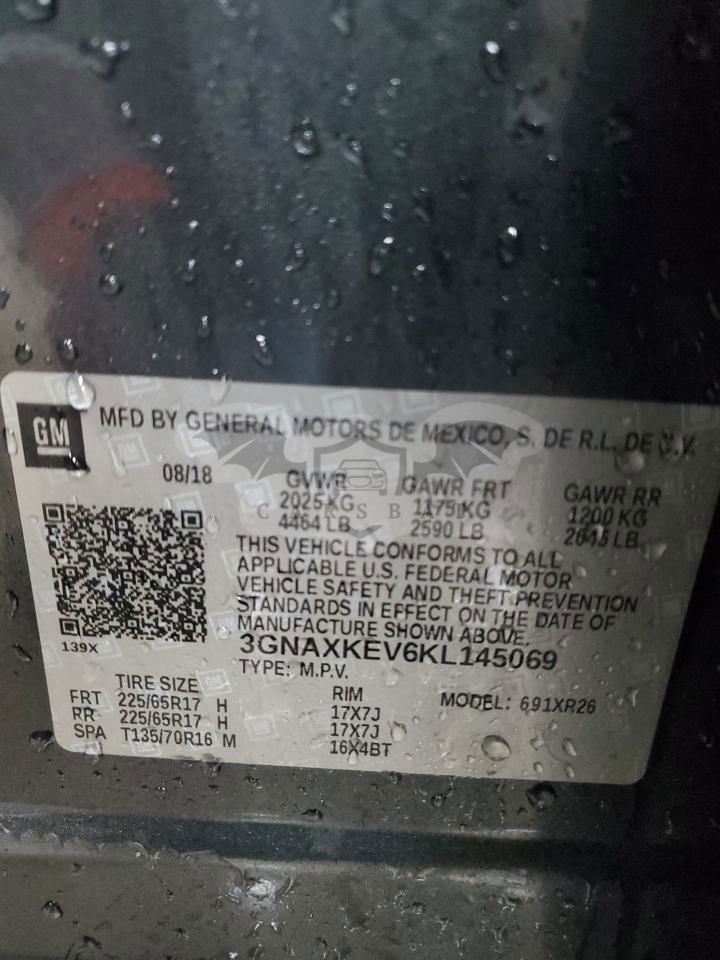 GM
MFD BY GENERAL MOTORS DE MEXICO, S. DE R.L. DE C.V.
08/18 GVWR GAWR FRT GAWR RR
2025 KG 1175 KG 1200 KG
4464 LB 2590 LB 2645 LB
THIS VEHICLE CONFORMS TO ALL
APPLICABLE U.S. FEDERAL MOTOR
VEHICLE SAFETY AND THEFT PREVENTION
STANDARDS IN EFFECT ON THE DATE OF
MANUFACTURE SHOWN ABOVE.
139X
3GNAXKEV6KL145069
TYPE: M.P.V.
TIRE SIZE RIM MODEL: 691XR26
FRT 225/65R17 H 17X7J
RR 225/65R17 H 17X7J
SPA T135/70R16 M 16X4BT